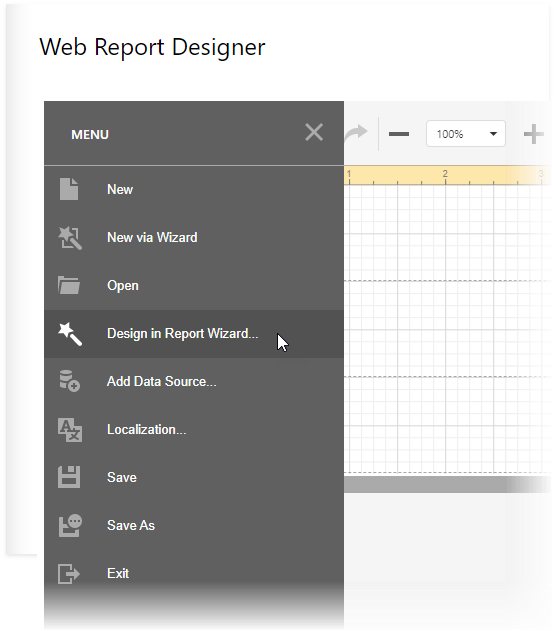 Web Report Designer
MENU
100%
1 2 3
New
New via Wizard
Open
Design in Report Wizard...
Add Data Source...
Localization...
Save
Save As
Exit